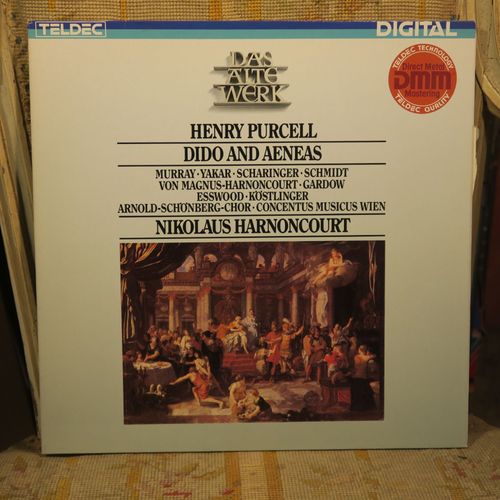 TELDEC
DIGITAL
DAS
ALTE
WERK
TELDEC TECHNOLOGY
Direct Metal
DMM
Mastering
TELDEC QUALITY
HENRY PURCELL
DIDO AND AENEAS
MURRAY · YAKAR · SCHARINGER · SCHMIDT
VON MAGNUS-HARNONCOURT · GARDOW
ESSWOOD · KÖSTLINGER
ARNOLD-SCHÖNBERG-CHOR · CONCENTUS MUSICUS WIEN
NIKOLAUS HARNONCOURT